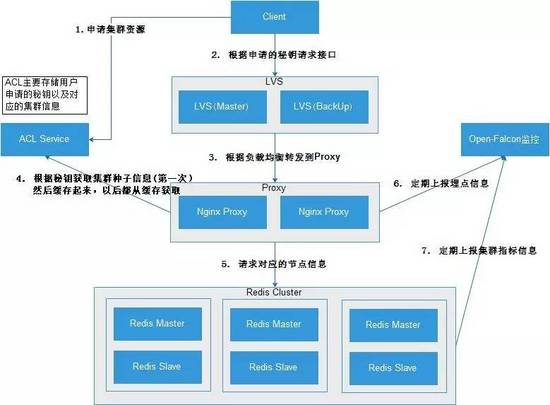 Client
1.申请集群资源
2. 根据申请的秘钥请求接口
LVS
LVS(Master)
LVS(BackUp)
ACL主要存储用户
申请的秘钥以及对
应的集群信息
ACL Service
Open-Falcon监控
3. 根据负载均衡转发到Proxy
4. 根据秘钥获取集群种子信息(第一次)
然后缓存起来，以后都从缓存获取
Proxy
Nginx Proxy
Nginx Proxy
6. 定期上报埋点信息
5. 请求对应的节点信息
7. 定期上报集群指标信息
Redis Cluster
Redis Master
Redis Master
Redis Master
Redis Slave
Redis Slave
Redis Slave